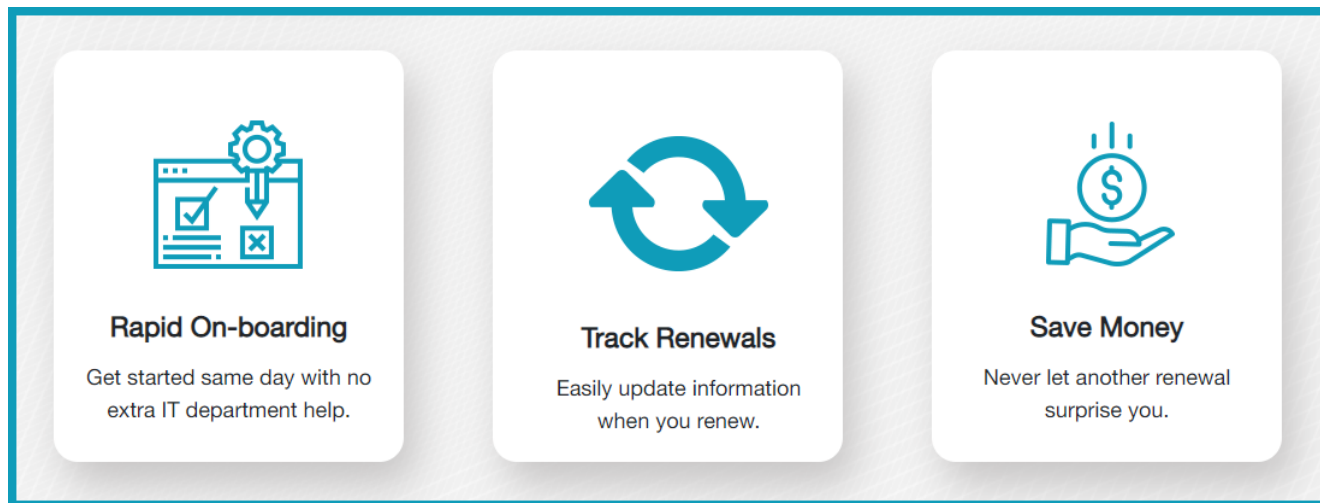 Rapid On-boarding
Get started same day with no
extra IT department help.
Track Renewals
Easily update information
when you renew.
$
Save Money
Never let another renewal
surprise you.